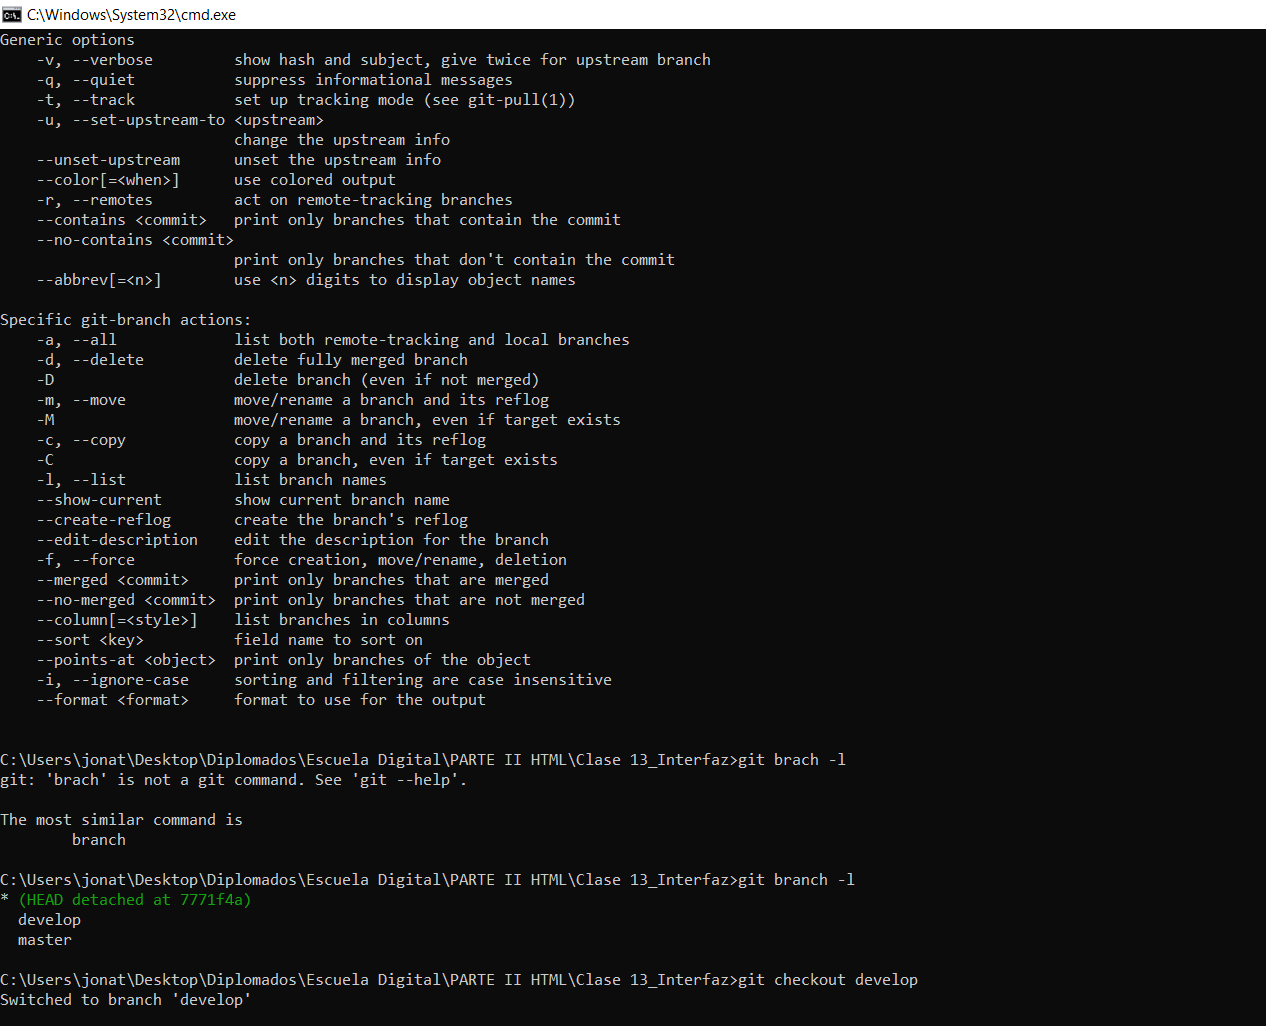 C:\Windows\System32\cmd.exe
Generic options
    -v, --verbose         show hash and subject, give twice for upstream branch
    -q, --quiet           suppress informational messages
    -t, --track           set up tracking mode (see git-pull(1))
    -u, --set-upstream-to <upstream>
                          change the upstream info
    --unset-upstream      unset the upstream info
    --color[=<when>]      use colored output
    -r, --remotes         act on remote-tracking branches
    --contains <commit>   print only branches that contain the commit
    --no-contains <commit>
                          print only branches that don't contain the commit
    --abbrev[=<n>]        use <n> digits to display object names

Specific git-branch actions:
    -a, --all             list both remote-tracking and local branches
    -d, --delete          delete fully merged branch
    -D                    delete branch (even if not merged)
    -m, --move            move/rename a branch and its reflog
    -M                    move/rename a branch, even if target exists
    -c, --copy            copy a branch and its reflog
    -C                    copy a branch, even if target exists
    -l, --list            list branch names
    --show-current        show current branch name
    --create-reflog       create the branch's reflog
    --edit-description    edit the description for the branch
    -f, --force           force creation, move/rename, deletion
    --merged <commit>     print only branches that are merged
    --no-merged <commit>  print only branches that are not merged
    --column[=<style>]    list branches in columns
    --sort <key>          field name to sort on
    --points-at <object>  print only branches of the object
    -i, --ignore-case     sorting and filtering are case insensitive
    --format <format>     format to use for the output

C:\Users\jonat\Desktop\Diplomados\Escuela Digital\PARTE II HTML\Clase 13_Interfaz>git brach -l
git: 'brach' is not a git command. See 'git --help'.

The most similar command is
        branch

C:\Users\jonat\Desktop\Diplomados\Escuela Digital\PARTE II HTML\Clase 13_Interfaz>git branch -l
* (HEAD detached at 7771f4a)
  develop
  master

C:\Users\jonat\Desktop\Diplomados\Escuela Digital\PARTE II HTML\Clase 13_Interfaz>git checkout develop
Switched to branch 'develop'